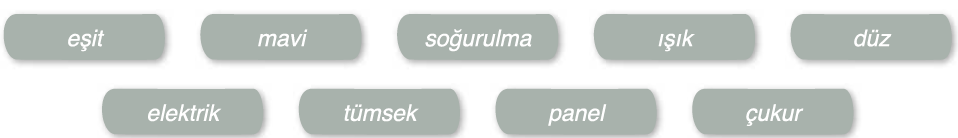 eşit mavi soğurulma ışık düz
elektrik tümsek panel çukur